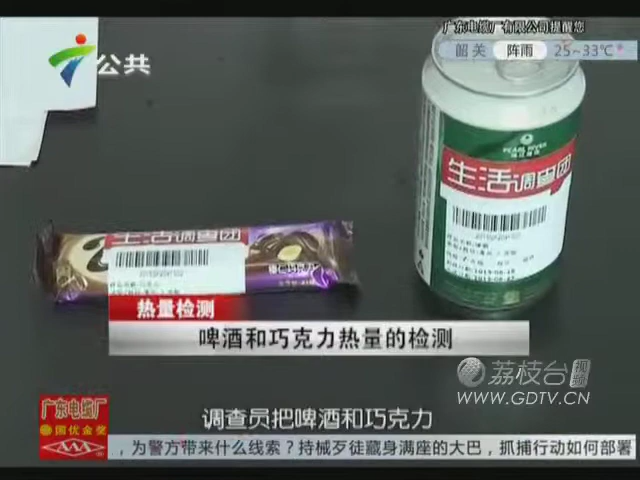 广东电缆厂有限公司提醒您
公共
韶关 阵雨 25~33℃
PEARL RIVER
生活调查团
生活调查团
热量检测
啤酒和巧克力热量的检测
荔枝台 视频
www.GDTV.CN
调查员把啤酒和巧克力
广东电缆厂
国优金奖
，为警方带来什么线索？持械歹徒藏身满座的大巴，抓捕行动如何部署